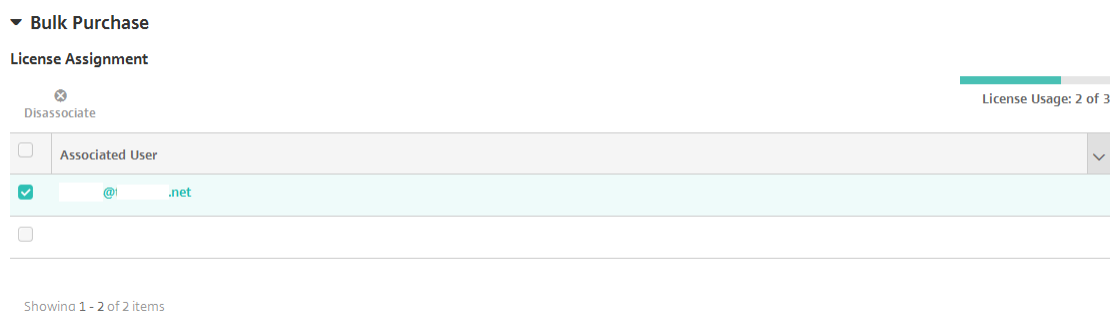 Bulk Purchase
License Assignment
Disassociate
License Usage: 2 of 3
Associated User
@ .net
Showing 1 - 2 of 2 items